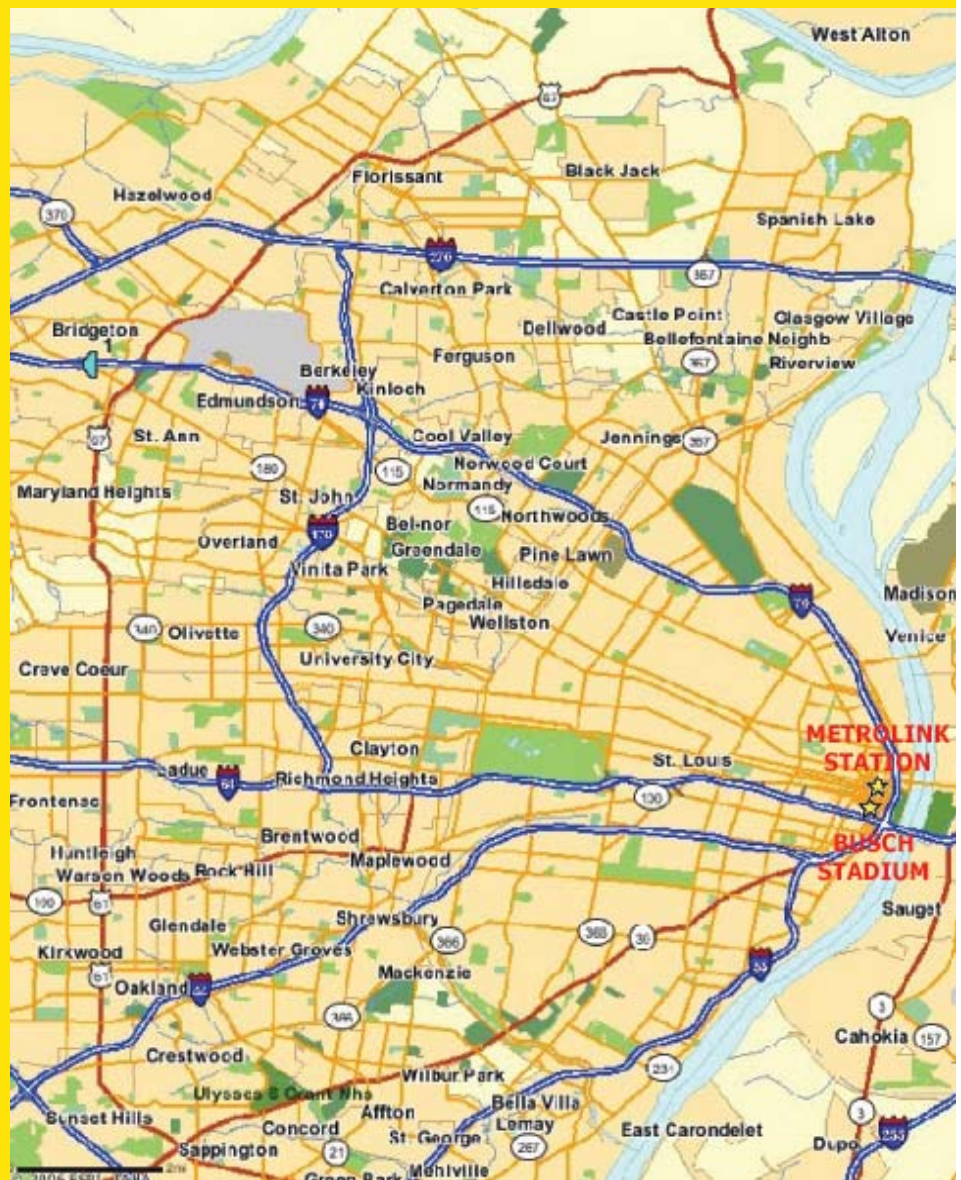 West Alton
67
Florissant
Black Jack
Hazelwood
370
Spanish Lake
270
367
Calverton Park
Castle Point
Glasgow Village
Dellwood
Bridgeton
1
Bellefontaine Neighb
Ferguson
367
Riverview
Berkeley
Kinloch
Edmundson
70
67
St. Ann
Cool Valley
Jennings
367
180
115
Norwood Court
Maryland Heights
St. John
Normandy
115
Northwoods
Bel-nor
170
Overland
Greendale
Pine Lawn
Vinita Park
Hillsdale
70
Madison
Pagedale
Wellston
340
Olivette
340
Venice
University City
Creve Coeur
METROLINK
STATION
Clayton
St. Louis
Ladue
Richmond Heights
100
Frontenac
Brentwood
BUSCH
STADIUM
Huntleigh
Maplewood
Warson Woods
Rock Hill
100
61
Sauget
Glendale
Shrewsbury
Kirkwood
Webster Groves
366
30
61
Mackenzie
55
Oakland
366
3
Cahokia
157
Crestwood
231
Wilbur Park
Ulysses S Grant Nhs
Bella Villa
Sunset Hills
Affton
3
Concord
Lemay
East Carondelet
255
St. George
Sappington
21
267
Dupo
Mehlville
2mi
Green Park